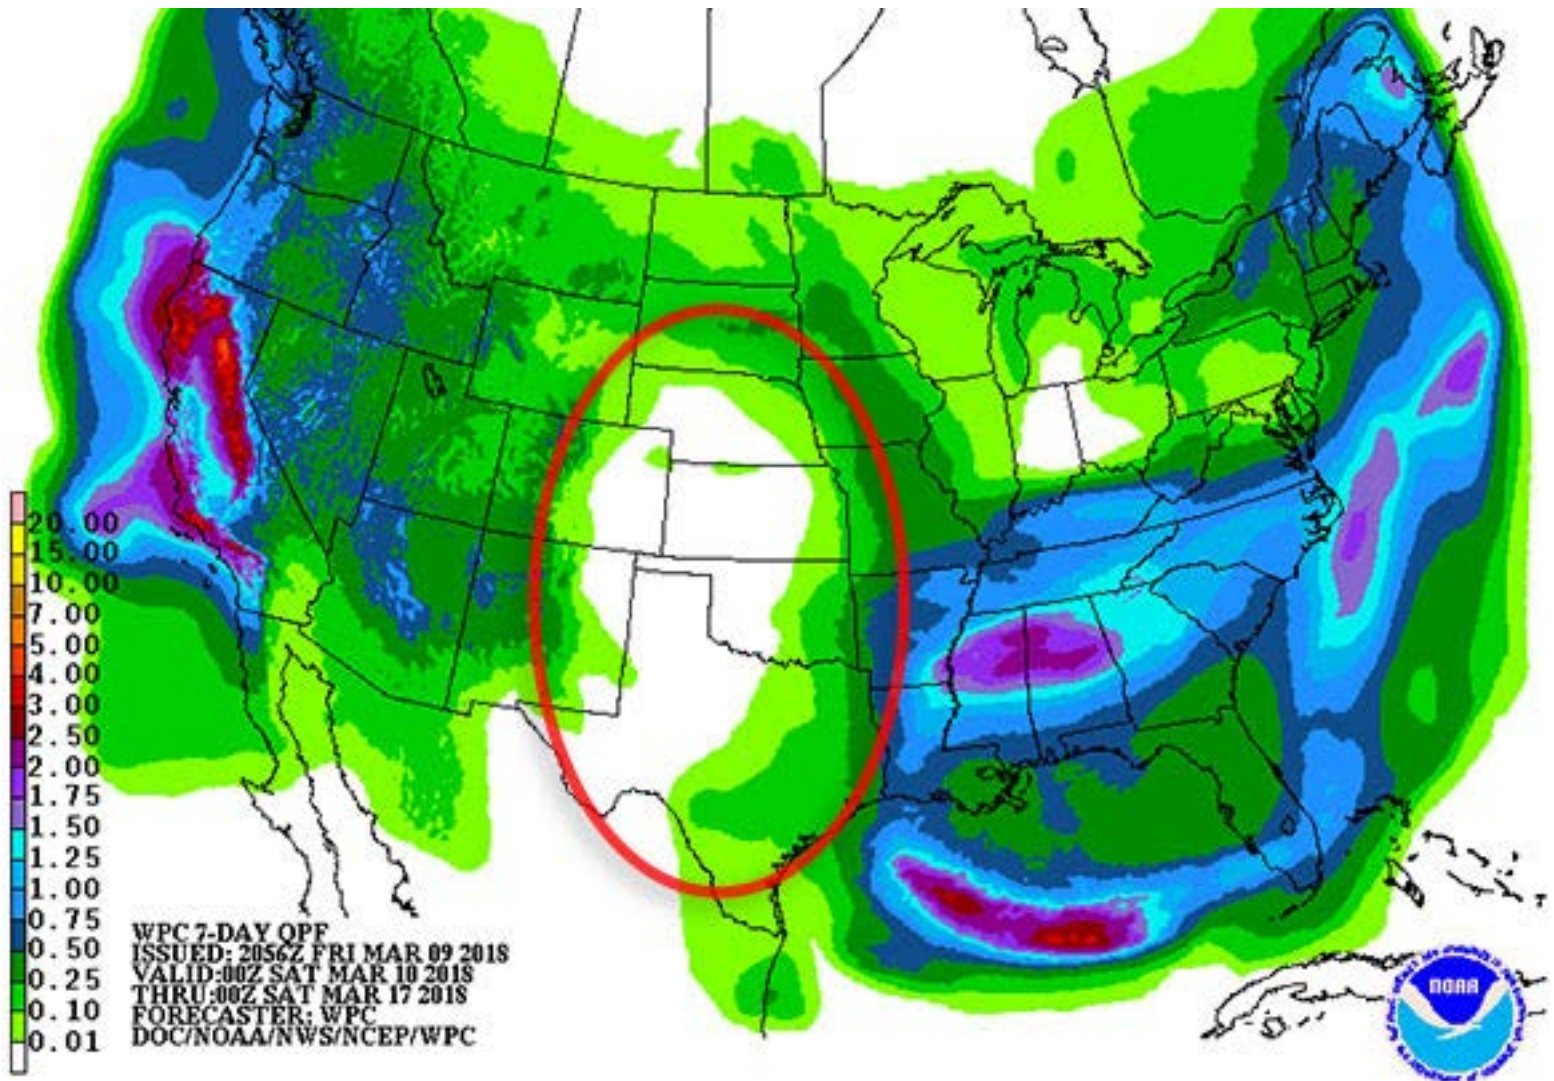 20.00
15.00
10.00
7.00
5.00
4.00
3.00
2.50
2.00
1.75
1.50
1.25
1.00
0.75
0.50
0.25
0.10
0.01
WPC 7-DAY QPF
ISSUED: 2056Z FRI MAR 09 2018
VALID:00Z SAT MAR 10 2018
THRU:00Z SAT MAR 17 2018
FORECASTER: WPC
DOC/NOAA/NWS/NCEP/WPC
NOAA